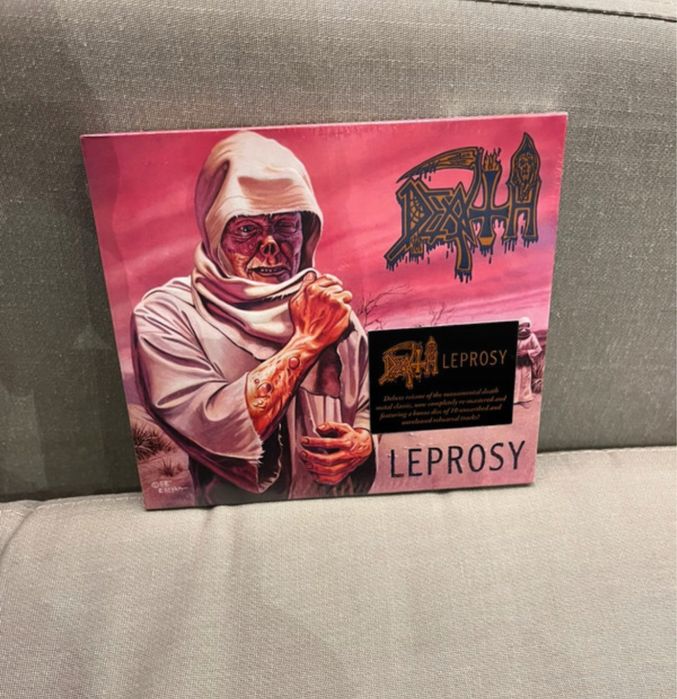 DEATH
DEATH LEPROSY
Deluxe reissue of the monumental death
metal classic, now completely re-mastered and
featuring a bonus disc of 10 unearthed and
unreleased rehearsal tracks!
LEPROSY
©'88